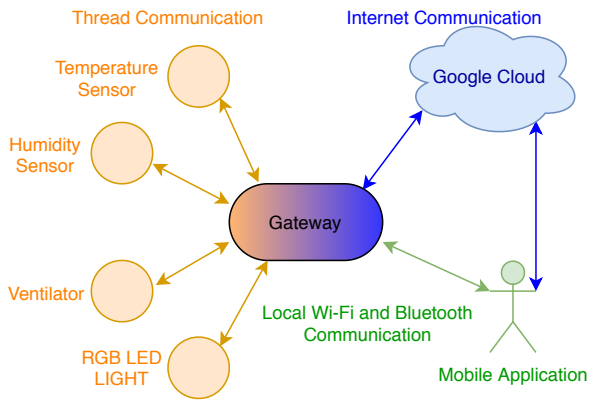 Thread Communication
Internet Communication
Temperature
Sensor
Google Cloud
Humidity
Sensor
Gateway
Ventilator
Local Wi-Fi and Bluetooth
Communication
RGB LED
LIGHT
Mobile Application